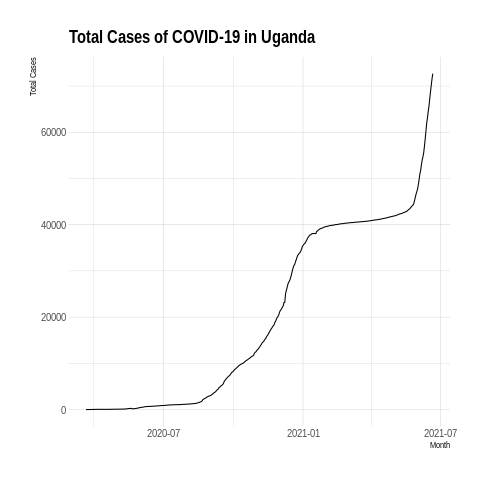 Total Cases of COVID-19 in Uganda
Total Cases
60000
40000
20000
0
2020-07
2021-01
2021-07
Month